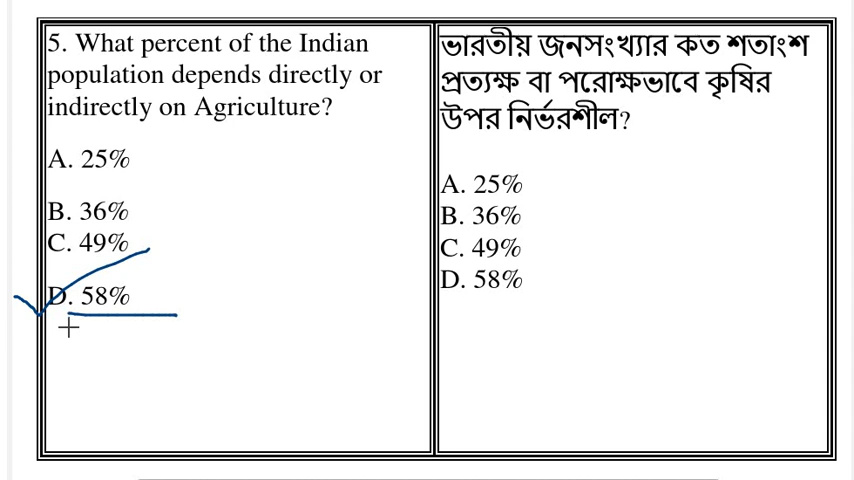 5. What percent of the Indian
population depends directly or
indirectly on Agriculture?
A. 25%
B. 36%
C. 49%
D. 58%
ভারতীয় জনসংখ্যার কত শতাংশ
প্রত্যক্ষ বা পরোক্ষভাবে কৃষির
উপর নির্ভরশীল?
A. 25%
B. 36%
C. 49%
D. 58%